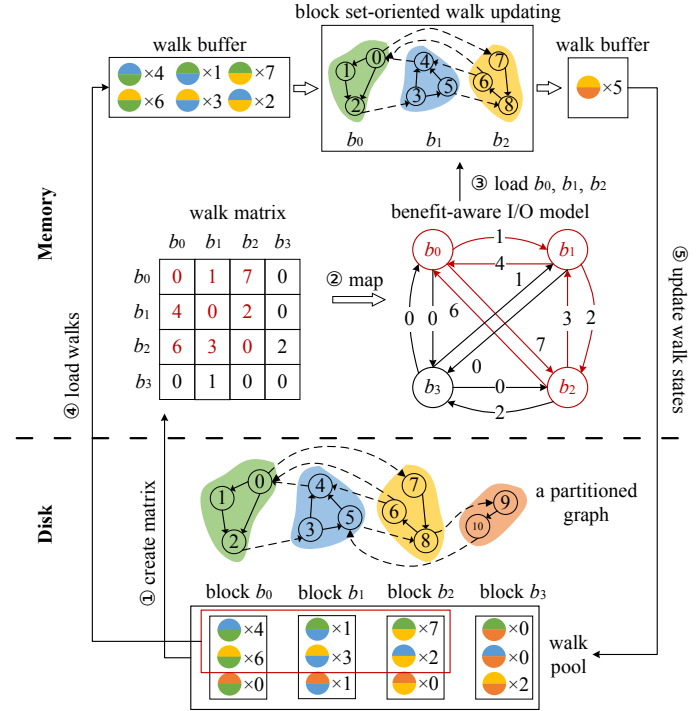 block set-oriented walk updating
walk buffer
×4 ×1 ×7
×6 ×3 ×2
0 1 2
4 3 5
7 6 8
b0 b1 b2
walk buffer
×5
③ load b0, b1, b2
Memory
walk matrix
b0 b1 b2 b3
b0 0 1 7 0
b1 4 0 2 0
b2 6 3 0 2
b3 0 1 0 0
② map
benefit-aware I/O model
b0 1 b1
4
1
0 0 6 7 3 2
0
b3 0 b2
2
④ load walks
⑤ update walk states
Disk
① create matrix
0 1 2
4 3 5
7 6 8
9 10
a partitioned
graph
block b0 block b1 block b2 block b3
×4 ×1 ×7 ×0
×6 ×3 ×2 ×0
×0 ×1 ×0 ×2
walk
pool